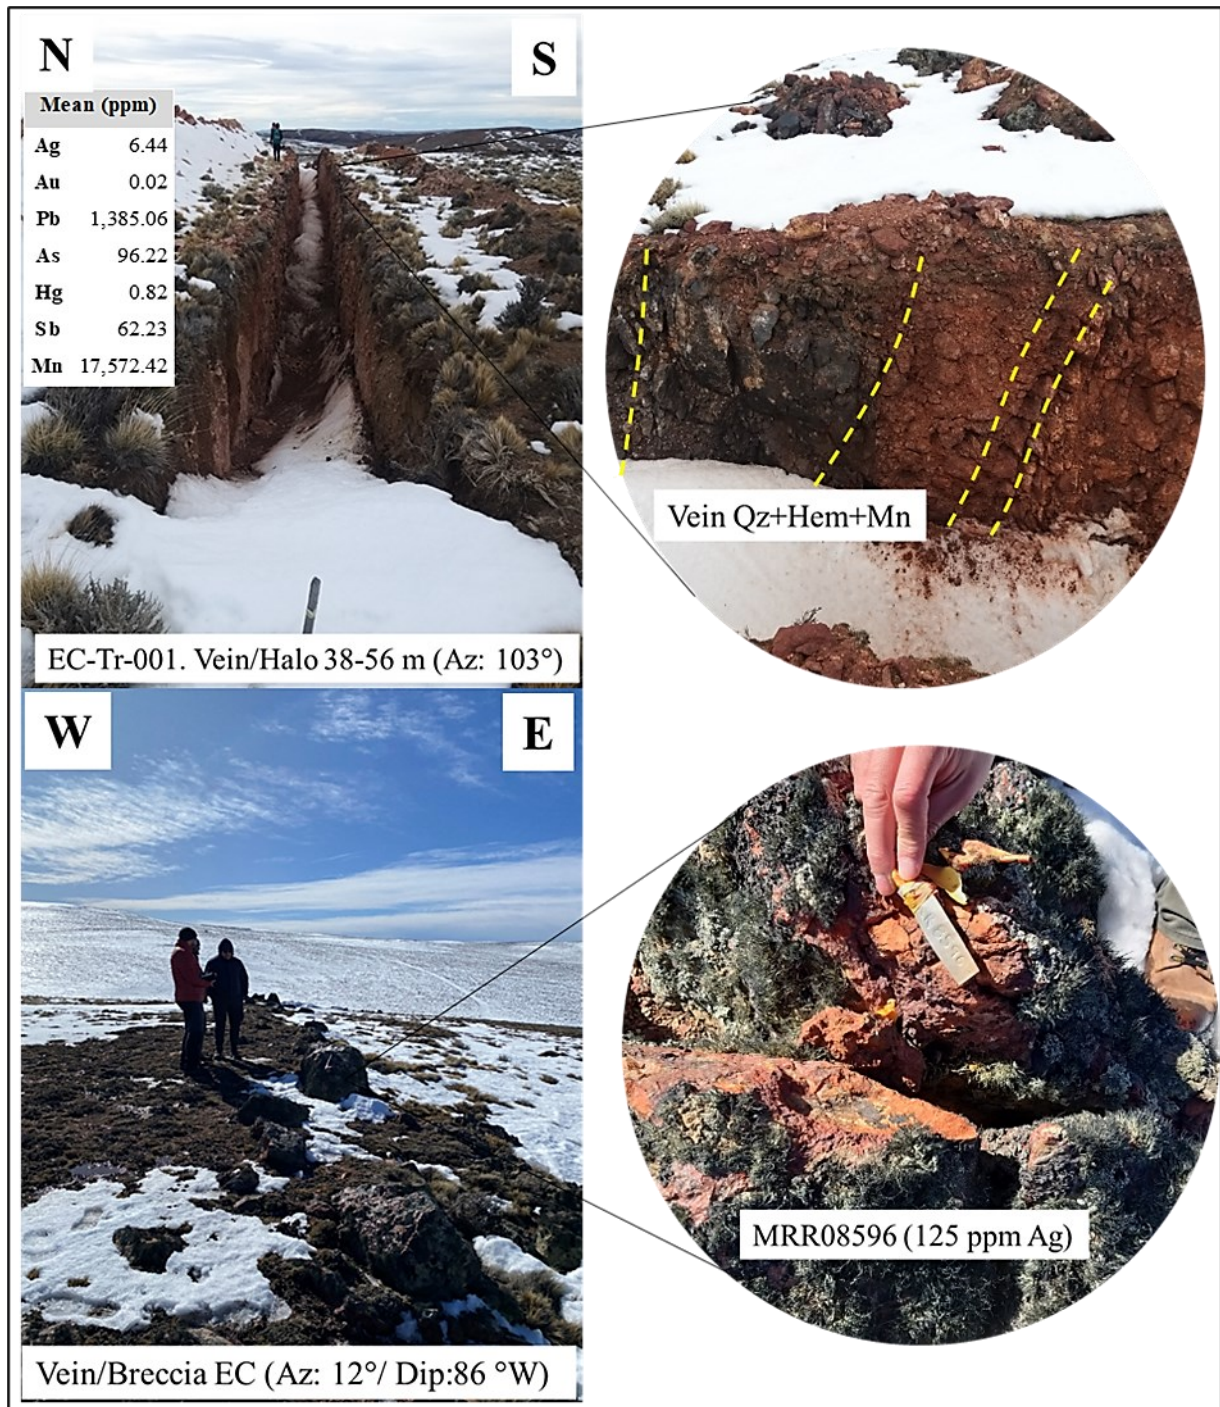 N
S
Mean (ppm)
Ag 6.44
Au 0.02
Pb 1,385.06
As 96.22
Hg 0.82
Sb 62.23
Mn 17,572.42
Vein Qz+Hem+Mn
EC-Tr-001. Vein/Halo 38-56 m (Az: 103°)
W
E
MRR08596 (125 ppm Ag)
Vein/Breccia EC (Az: 12°/ Dip:86 °W)